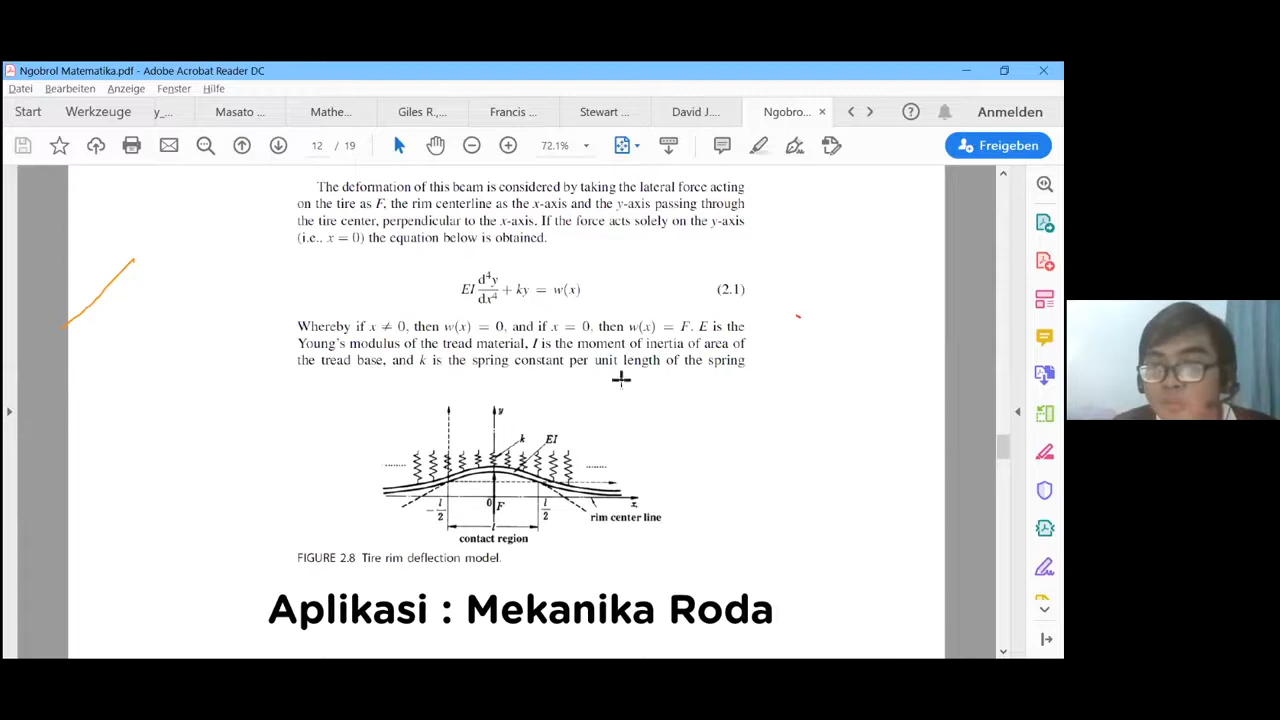 Ngobrol Matematika.pdf - Adobe Acrobat Reader DC
Datei Bearbeiten Anzeige Fenster Hilfe
Start Werkzeuge y_... Masato ... Mathe... Giles R.,... Francis ... Stewart ... David J.... Ngobro... × Anmelden
12 / 19 72.1% Freigeben
The deformation of this beam is considered by taking the lateral force acting
on the tire as F, the rim centerline as the x-axis and the y-axis passing through
the tire center, perpendicular to the x-axis. If the force acts solely on the y-axis
(i.e., x = 0) the equation below is obtained.
EI d⁴y/dx⁴ + ky = w(x) (2.1)
Whereby if x ≠ 0, then w(x) = 0, and if x = 0, then w(x) = F. E is the
Young's modulus of the tread material, I is the moment of inertia of area of
the tread base, and k is the spring constant per unit length of the spring
y
k EI
0 F x
-l/2 l/2
l
rim center line
contact region
FIGURE 2.8 Tire rim deflection model.
Aplikasi : Mekanika Roda